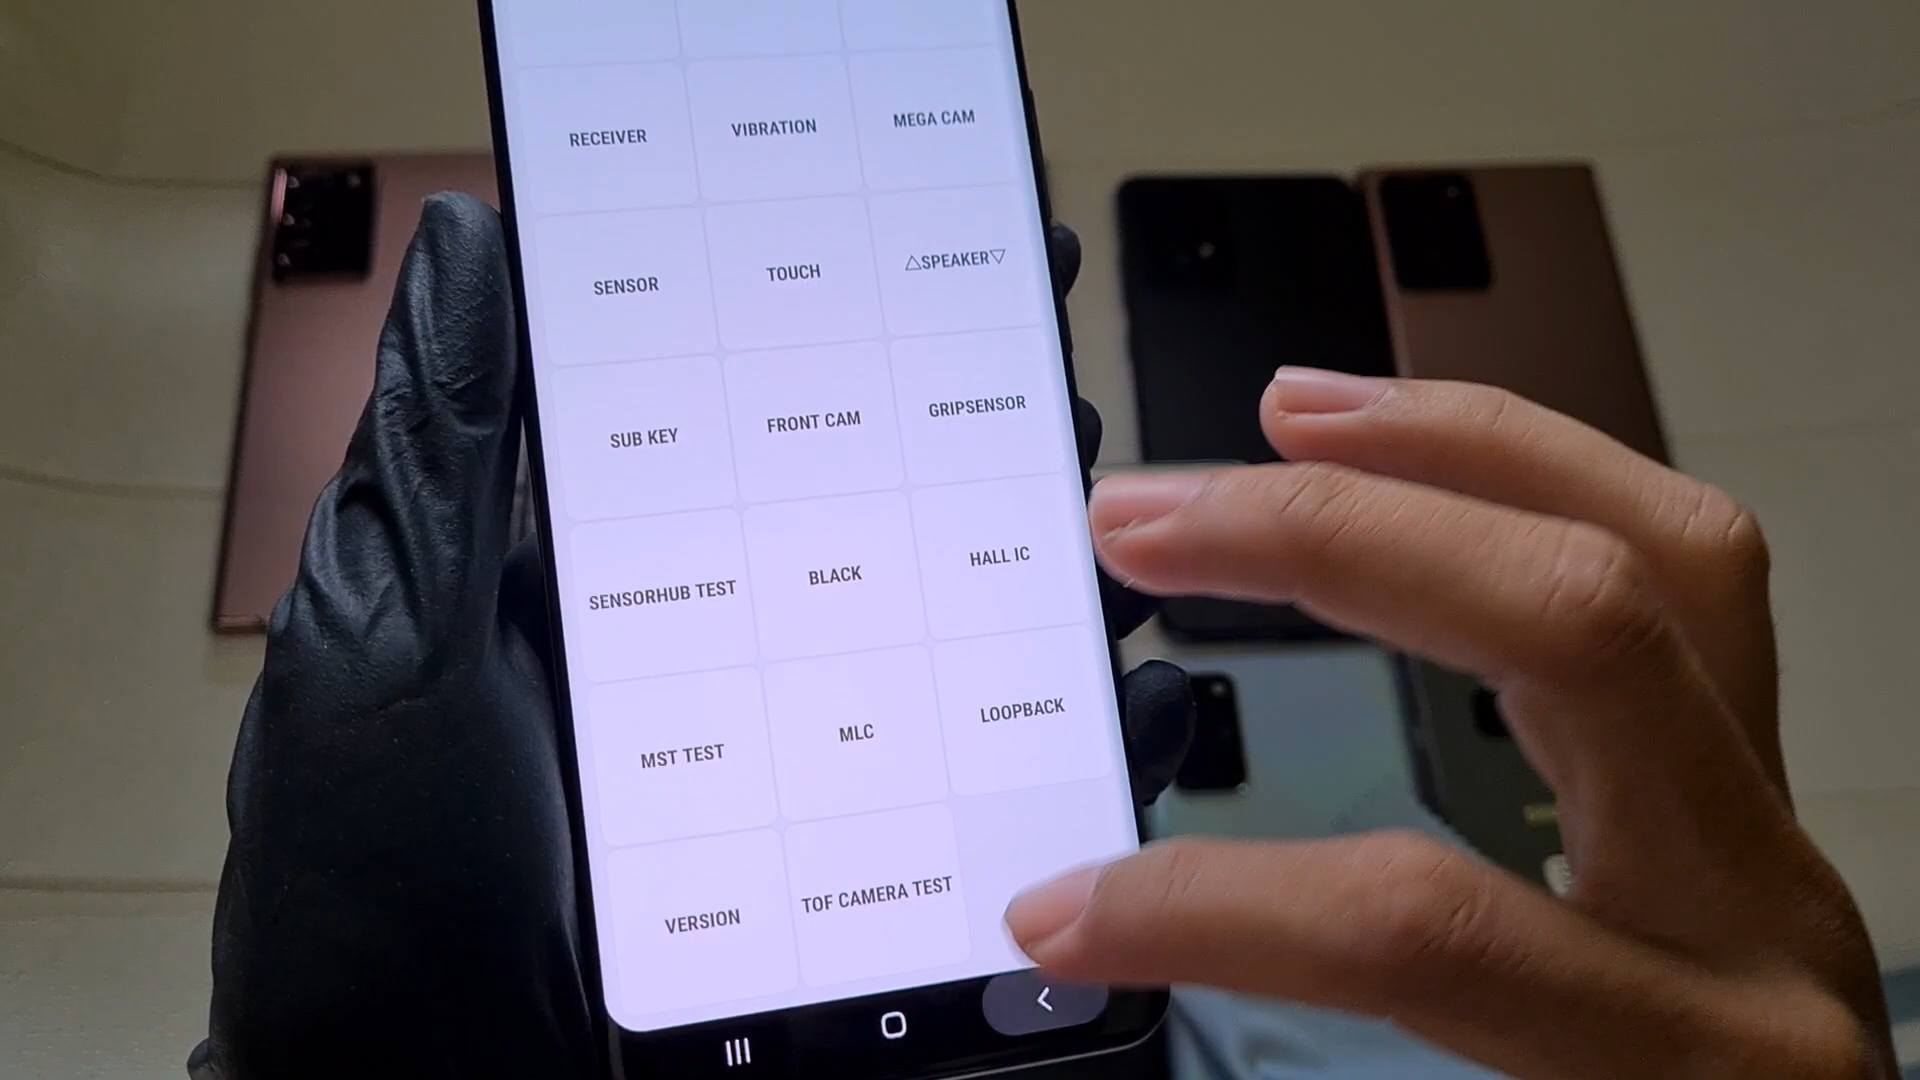 RECEIVER
VIBRATION
MEGA CAM
SENSOR
TOUCH
△SPEAKER▽
SUB KEY
FRONT CAM
GRIPSENSOR
SENSORHUB TEST
BLACK
HALL IC
MST TEST
MLC
LOOPBACK
VERSION
TOF CAMERA TEST